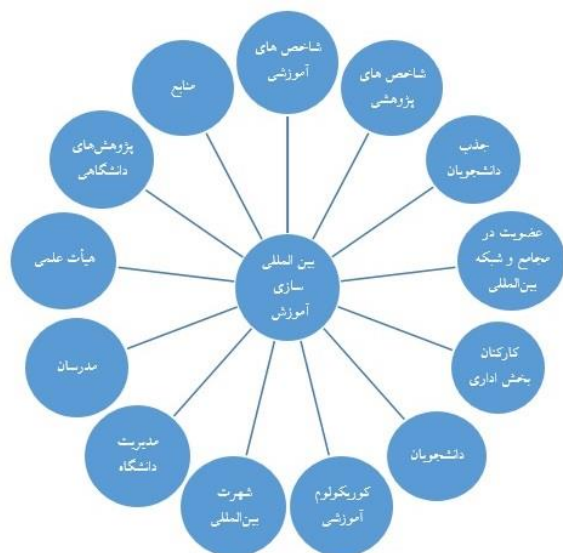 شاخص های
آموزشی
شاخص های
پژوهشی
جذب
دانشجویان
عضویت در
مجامع و شبکه
بین‌المللی
کارکنان
بخش اداری
دانشجویان
کوریکولوم
آموزشی
شهرت
بین‌المللی
مدیریت
دانشگاه
مدرسان
هیأت علمی
پژوهش‌های
دانشگاهی
منابع
بین المللی
سازی
آموزش